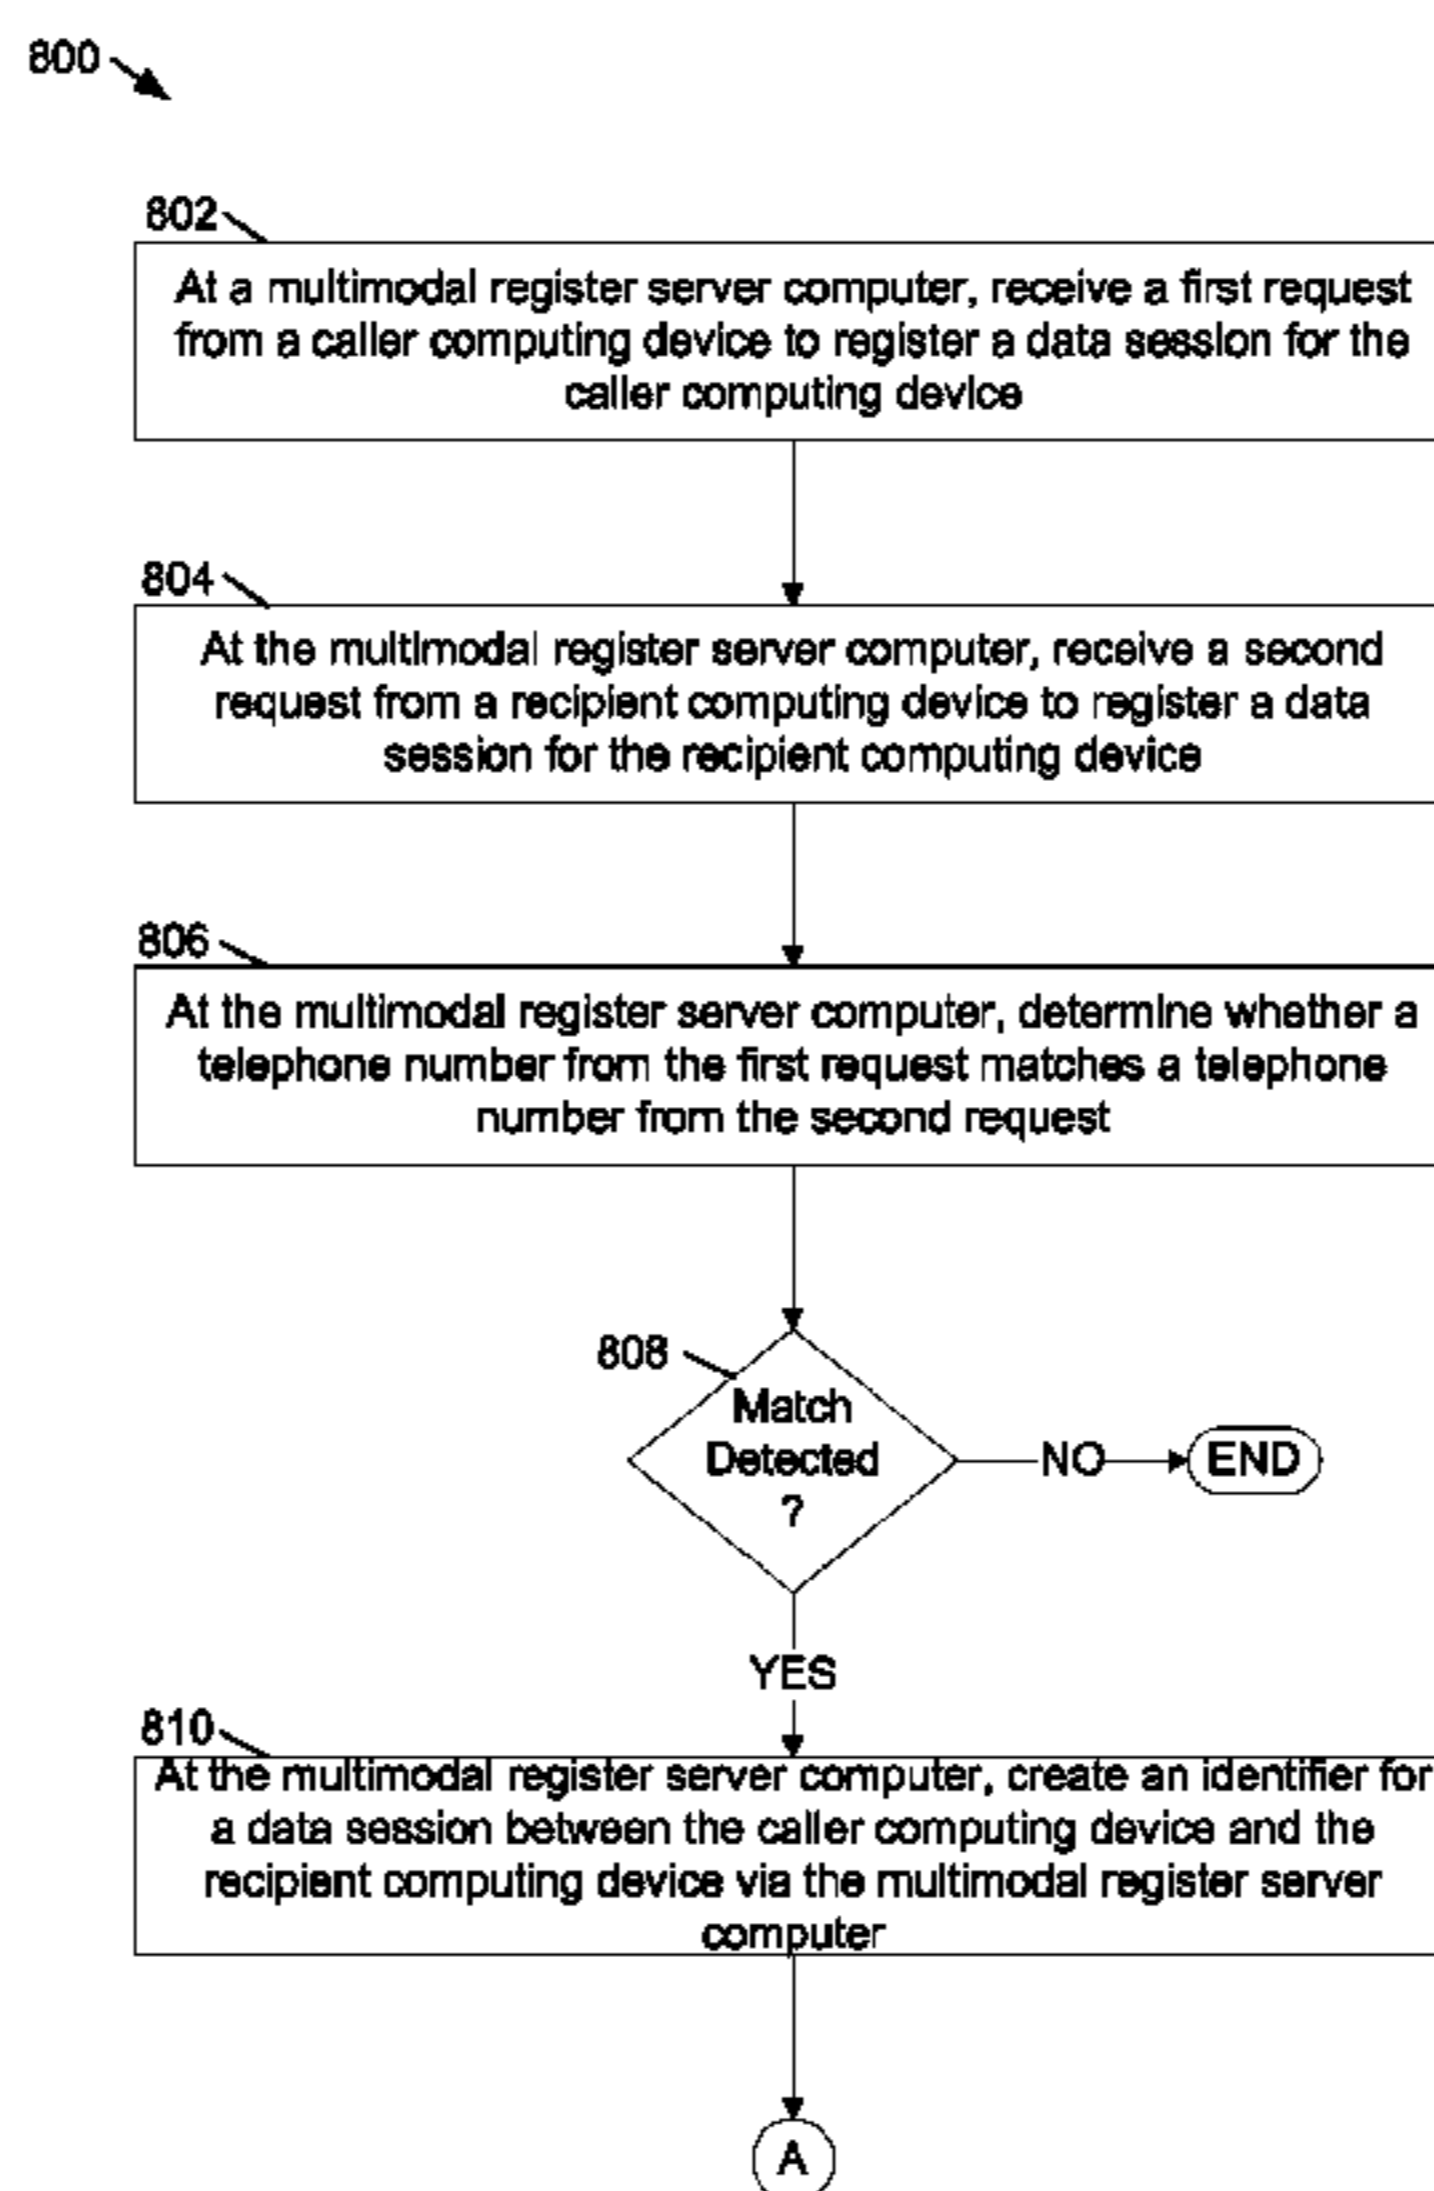 800
802
At a multimodal register server computer, receive a first request
from a caller computing device to register a data session for the
caller computing device
804
At the multimodal register server computer, receive a second
request from a recipient computing device to register a data
session for the recipient computing device
806
At the multimodal register server computer, determine whether a
telephone number from the first request matches a telephone
number from the second request
808
Match
Detected
?
NO
END
YES
810
At the multimodal register server computer, create an identifier for
a data session between the caller computing device and the
recipient computing device via the multimodal register server
computer
A